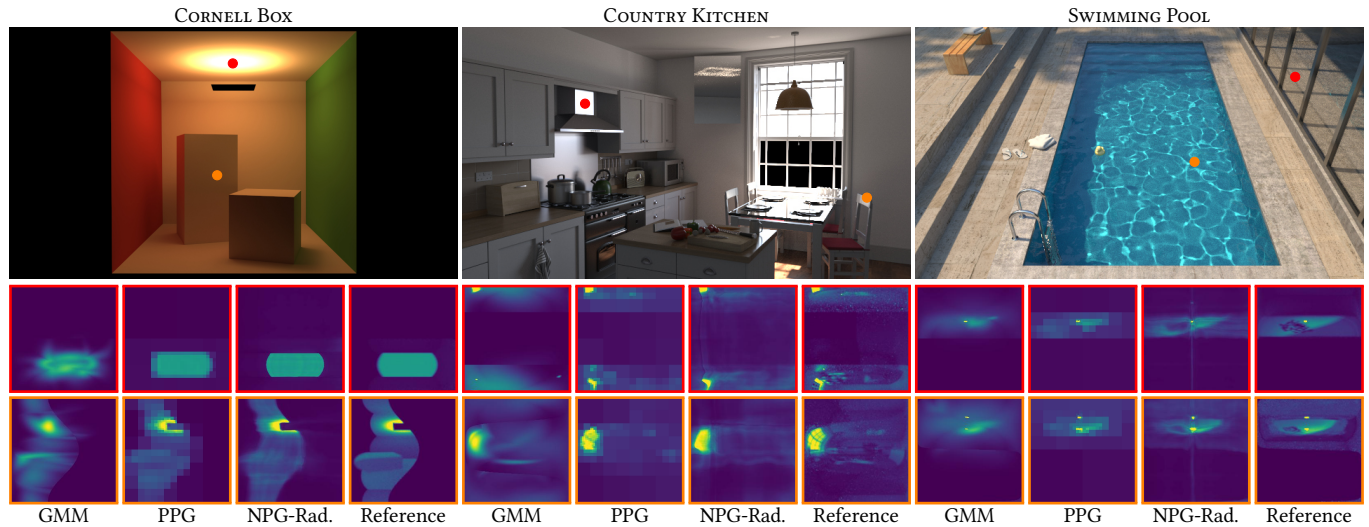 CORNELL BOX COUNTRY KITCHEN SWIMMING POOL
GMM PPG NPG-Rad. Reference GMM PPG NPG-Rad. Reference GMM PPG NPG-Rad. Reference